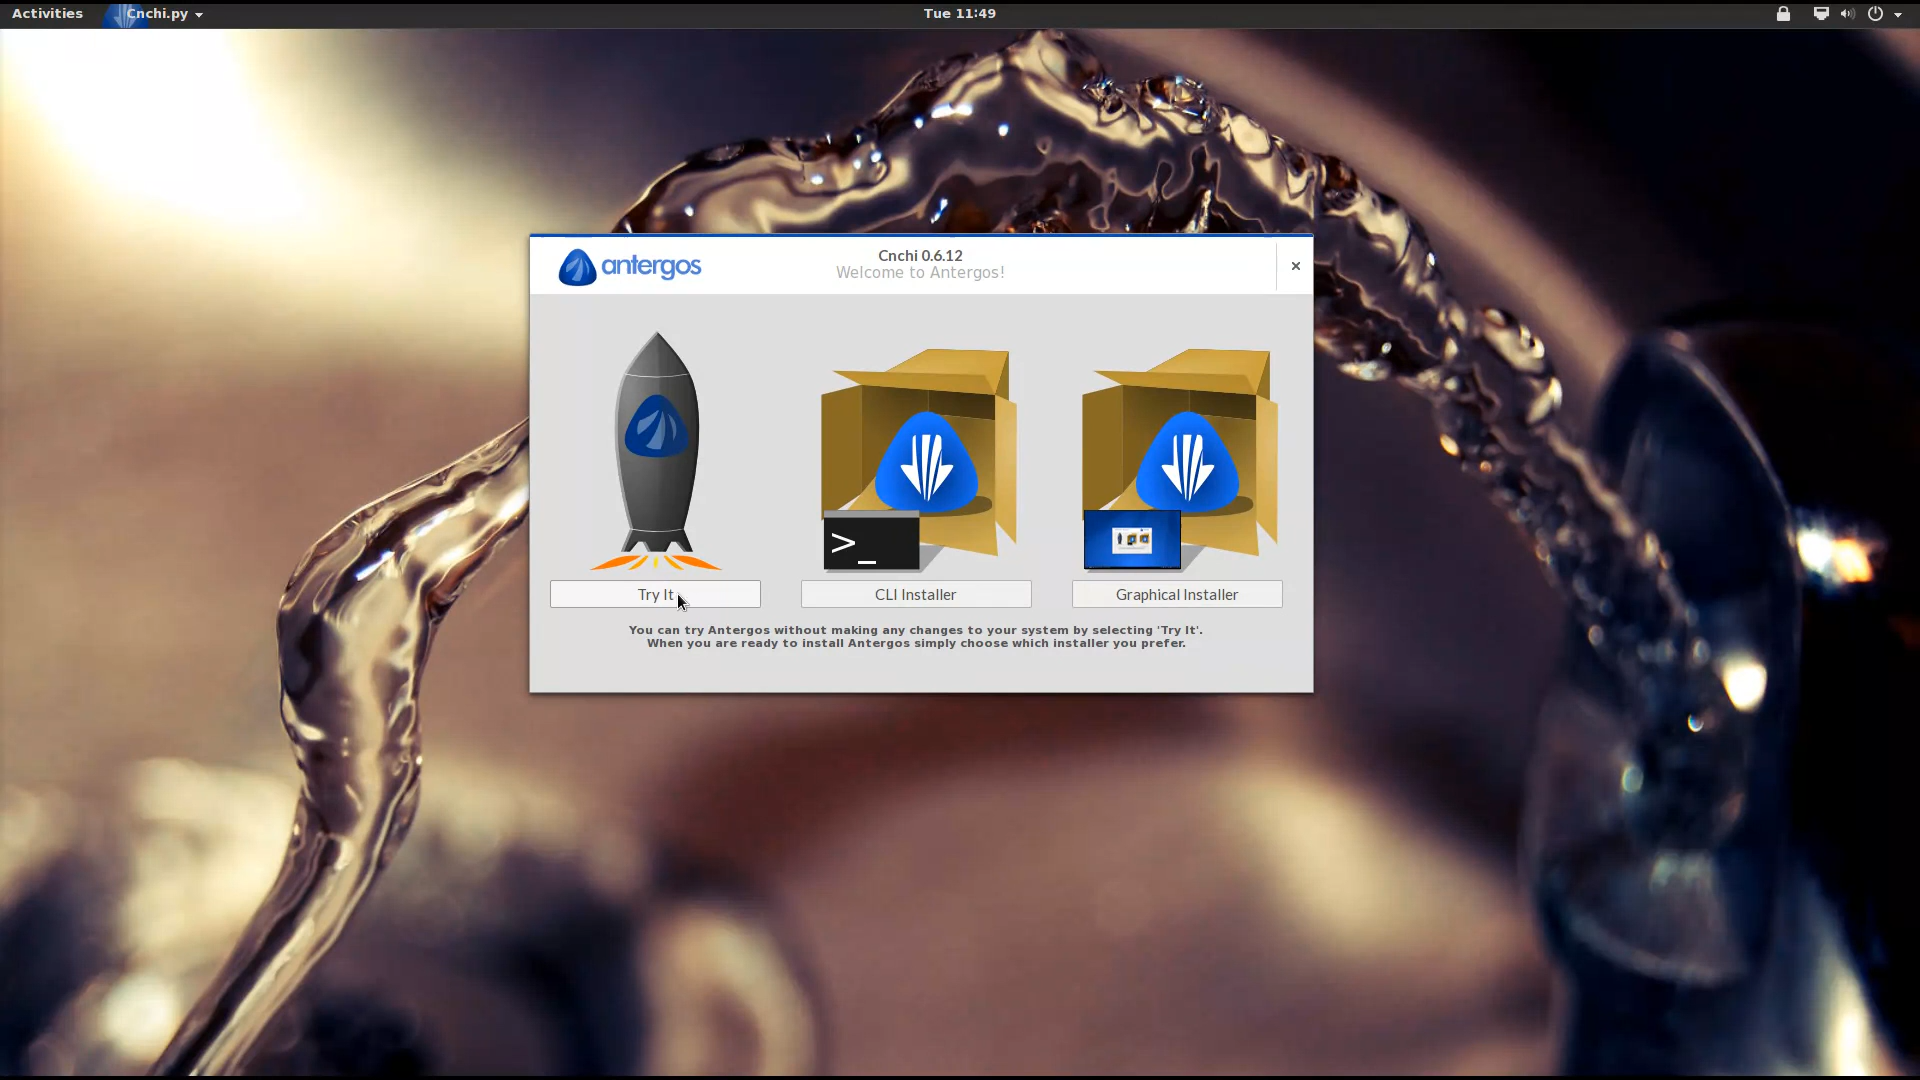 Activities
Cnchi.py
Tue 11:49
antergos
Cnchi 0.6.12
Welcome to Antergos!
>_
Try It
CLI Installer
Graphical Installer
You can try Antergos without making any changes to your system by selecting 'Try It'.
When you are ready to install Antergos simply choose which installer you prefer.